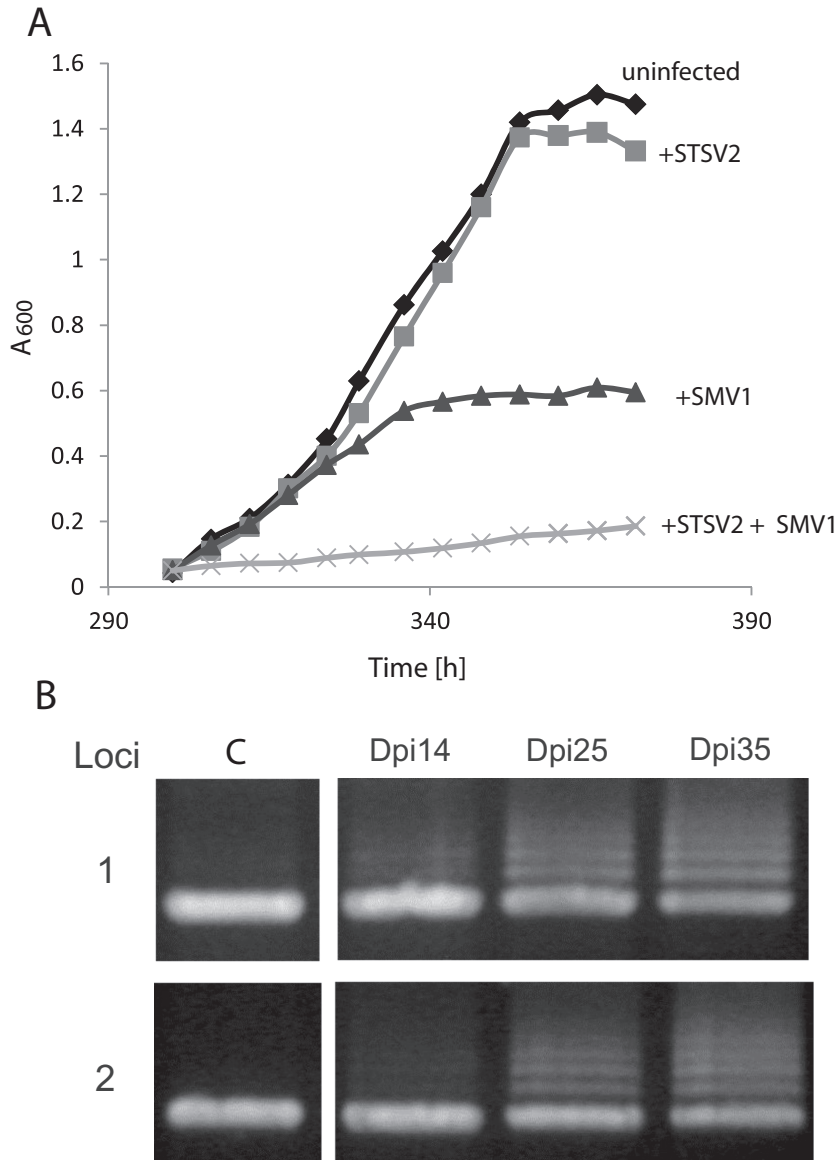 A
1.6
1.4
1.2
1
0.8
0.6
0.4
0.2
0
A600
290
340
390
Time [h]
uninfected
+STSV2
+SMV1
+STSV2 + SMV1
B
Loci C Dpi14 Dpi25 Dpi35
1
2